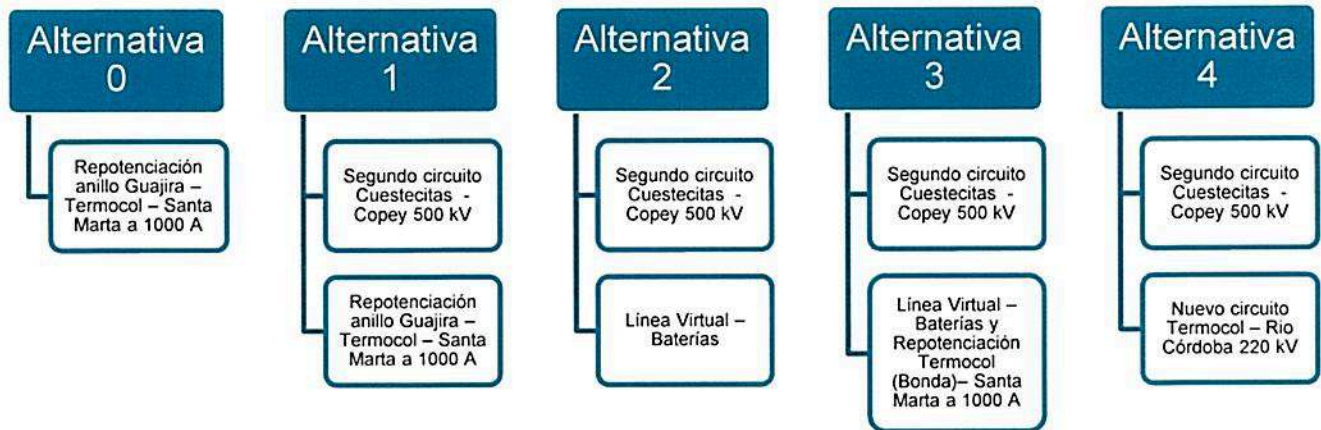 Alternativa
0
Repotenciación
anillo Guajira –
Termocol – Santa
Marta a 1000 A
Alternativa
1
Segundo circuito
Cuestecitas -
Copey 500 kV
Repotenciación
anillo Guajira –
Termocol – Santa
Marta a 1000 A
Alternativa
2
Segundo circuito
Cuestecitas -
Copey 500 kV
Línea Virtual –
Baterías
Alternativa
3
Segundo circuito
Cuestecitas -
Copey 500 kV
Línea Virtual –
Baterías y
Repotenciación
Termocol
(Bonda)– Santa
Marta a 1000 A
Alternativa
4
Segundo circuito
Cuestecitas -
Copey 500 kV
Nuevo circuito
Termocol – Rio
Córdoba 220 kV